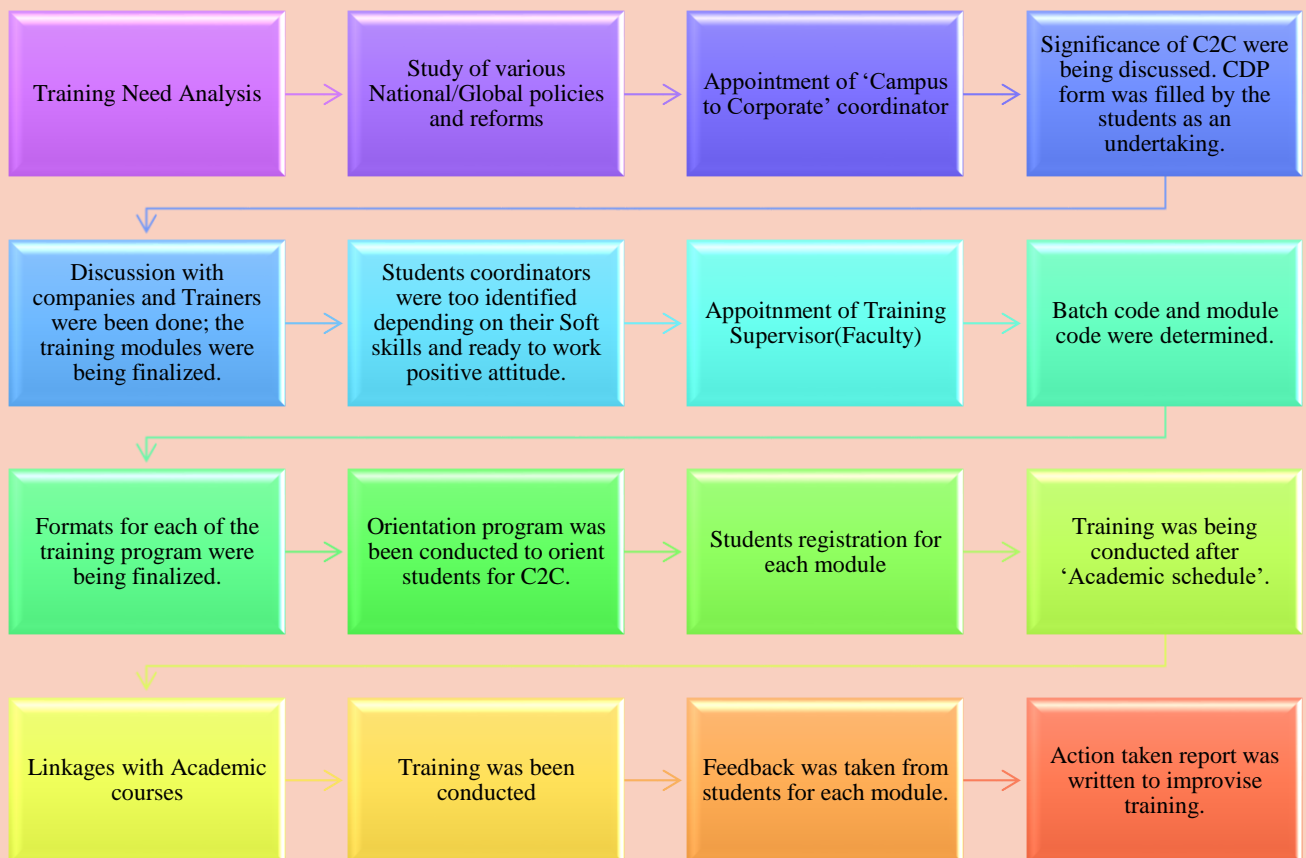 Training Need Analysis
Study of various
National/Global policies
and reforms
Appointment of ‘Campus
to Corporate’ coordinator
Significance of C2C were
being discussed. CDP
form was filled by the
students as an
undertaking.
Discussion with
companies and Trainers
were been done; the
training modules were
being finalized.
Students coordinators
were too identified
depending on their Soft
skills and ready to work
positive attitude.
Appoitnment of Training
Supervisor(Faculty)
Batch code and module
code were determined.
Formats for each of the
training program were
being finalized.
Orientation program was
been conducted to orient
students for C2C.
Students registration for
each module
Training was being
conducted after
‘Academic schedule’.
Linkages with Academic
courses
Training was been
conducted
Feedback was taken from
students for each module.
Action taken report was
written to improvise
training.